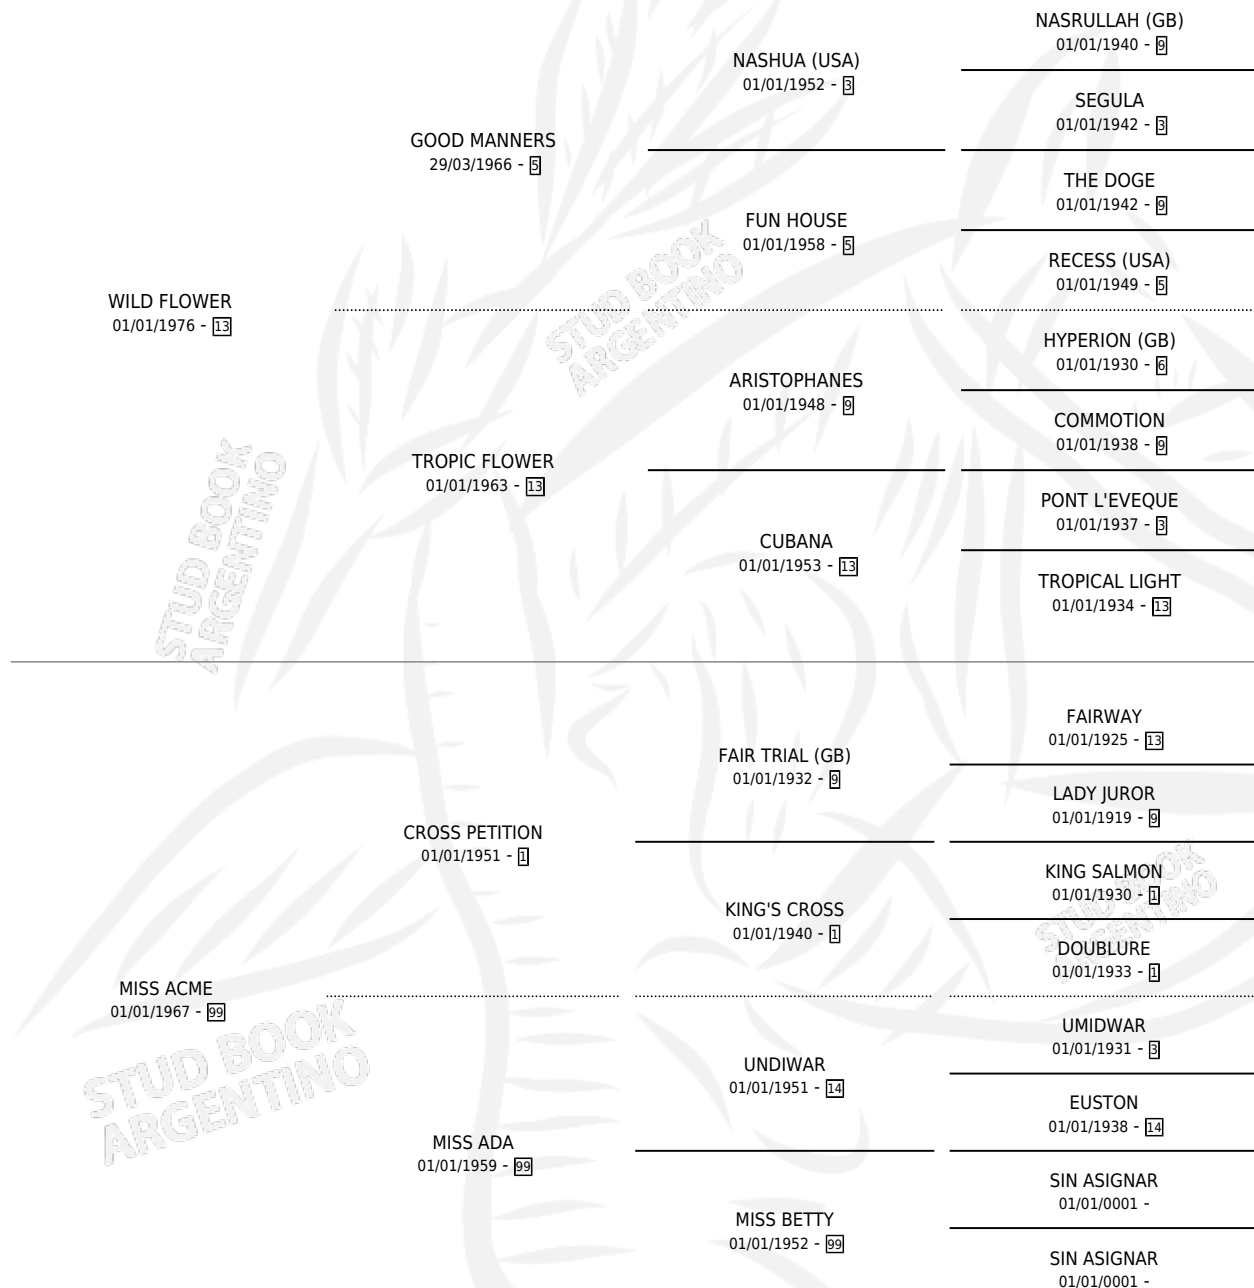 NASRULLAH (GB)
01/01/1940 - 9
NASHUA (USA)
01/01/1952 - 3
SEGULA
01/01/1942 - 3
GOOD MANNERS
29/03/1966 - 5
THE DOGE
01/01/1942 - 9
FUN HOUSE
01/01/1958 - 5
RECESS (USA)
01/01/1949 - 5
WILD FLOWER
01/01/1976 - 13
HYPERION (GB)
01/01/1930 - 6
ARISTOPHANES
01/01/1948 - 9
COMMOTION
01/01/1938 - 9
TROPIC FLOWER
01/01/1963 - 13
PONT L'EVEQUE
01/01/1937 - 3
CUBANA
01/01/1953 - 13
TROPICAL LIGHT
01/01/1934 - 13
FAIRWAY
01/01/1925 - 13
FAIR TRIAL (GB)
01/01/1932 - 9
LADY JUROR
01/01/1919 - 9
CROSS PETITION
01/01/1951 - 1
KING SALMON
01/01/1930 - 1
KING'S CROSS
01/01/1940 - 1
DOUBLURE
01/01/1933 - 1
MISS ACME
01/01/1967 - 99
UMIDWAR
01/01/1931 - 3
UNDIWAR
01/01/1951 - 14
EUSTON
01/01/1938 - 14
MISS ADA
01/01/1959 - 99
SIN ASIGNAR
01/01/0001 -
MISS BETTY
01/01/1952 - 99
SIN ASIGNAR
01/01/0001 -
STUD BOOK
ARGENTINO
STUD BOOK
ARGENTINO
STUD BOOK
ARGENTINO
STUD BOOK
ARGENTINO